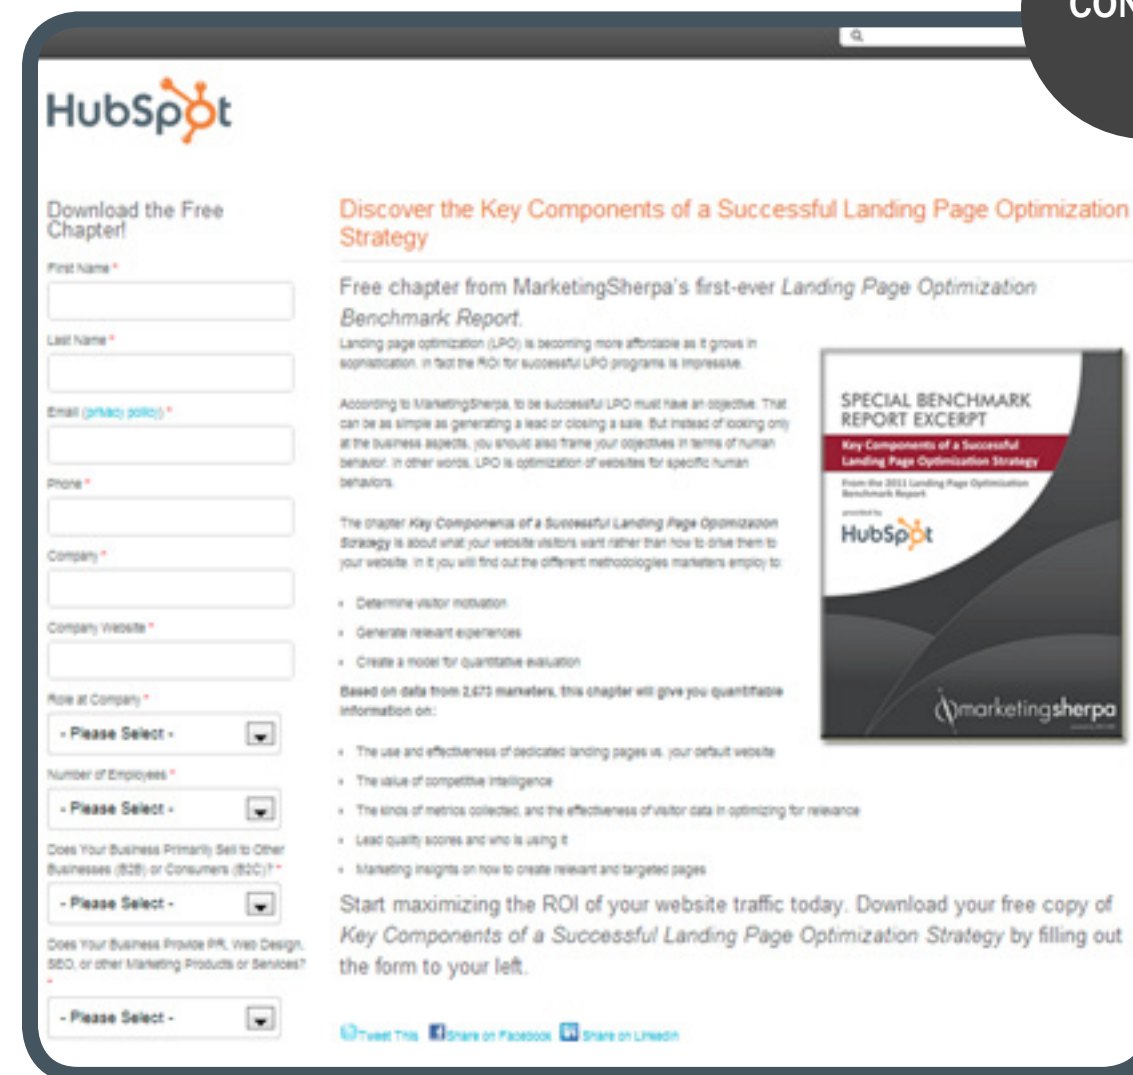 CON
HubSpot
Download the Free
Chapter!
First Name *
Last Name *
Email (privacy policy) *
Phone *
Company *
Company Website *
Role at Company *
- Please Select -
Number of Employees *
- Please Select -
Does Your Business Primarily Sell to Other
Businesses (B2B) or Consumers (B2C)? *
- Please Select -
Does Your Business Provide PR, Web Design,
SEO, or other Marketing Products or Services?
*
- Please Select -
Discover the Key Components of a Successful Landing Page Optimization
Strategy
Free chapter from MarketingSherpa's first-ever Landing Page Optimization
Benchmark Report.
Landing page optimization (LPO) is becoming more affordable as it grows in
sophistication. In fact the ROI for successful LPO programs is impressive.
According to MarketingSherpa, to be successful LPO must have an objective. That
can be as simple as generating a lead or closing a sale. But instead of looking only
at the business aspects, you should also frame your objectives in terms of human
behavior. In other words, LPO is optimization of websites for specific human
behaviors.
The chapter Key Components of a Successful Landing Page Optimization
Strategy is about what your website visitors want rather than how to drive them to
your website. In it you will find out the different methodologies marketers employ to:
• Determine visitor motivation
• Generate relevant experiences
• Create a model for quantitative evaluation
Based on data from 2,673 marketers, this chapter will give you quantifiable
information on:
• The use and effectiveness of dedicated landing pages vs. your default website
• The value of competitive intelligence
• The kinds of metrics collected, and the effectiveness of visitor data in optimizing for relevance
• Lead quality scores and who is using it
• Marketing insights on how to create relevant and targeted pages
Start maximizing the ROI of your website traffic today. Download your free copy of
Key Components of a Successful Landing Page Optimization Strategy by filling out
the form to your left.
Tweet This Share on Facebook Share on LinkedIn
SPECIAL BENCHMARK
REPORT EXCERPT
Key Components of a Successful
Landing Page Optimization Strategy
From the 2011 Landing Page Optimization
Benchmark Report
provided by
HubSpot
marketingsherpa